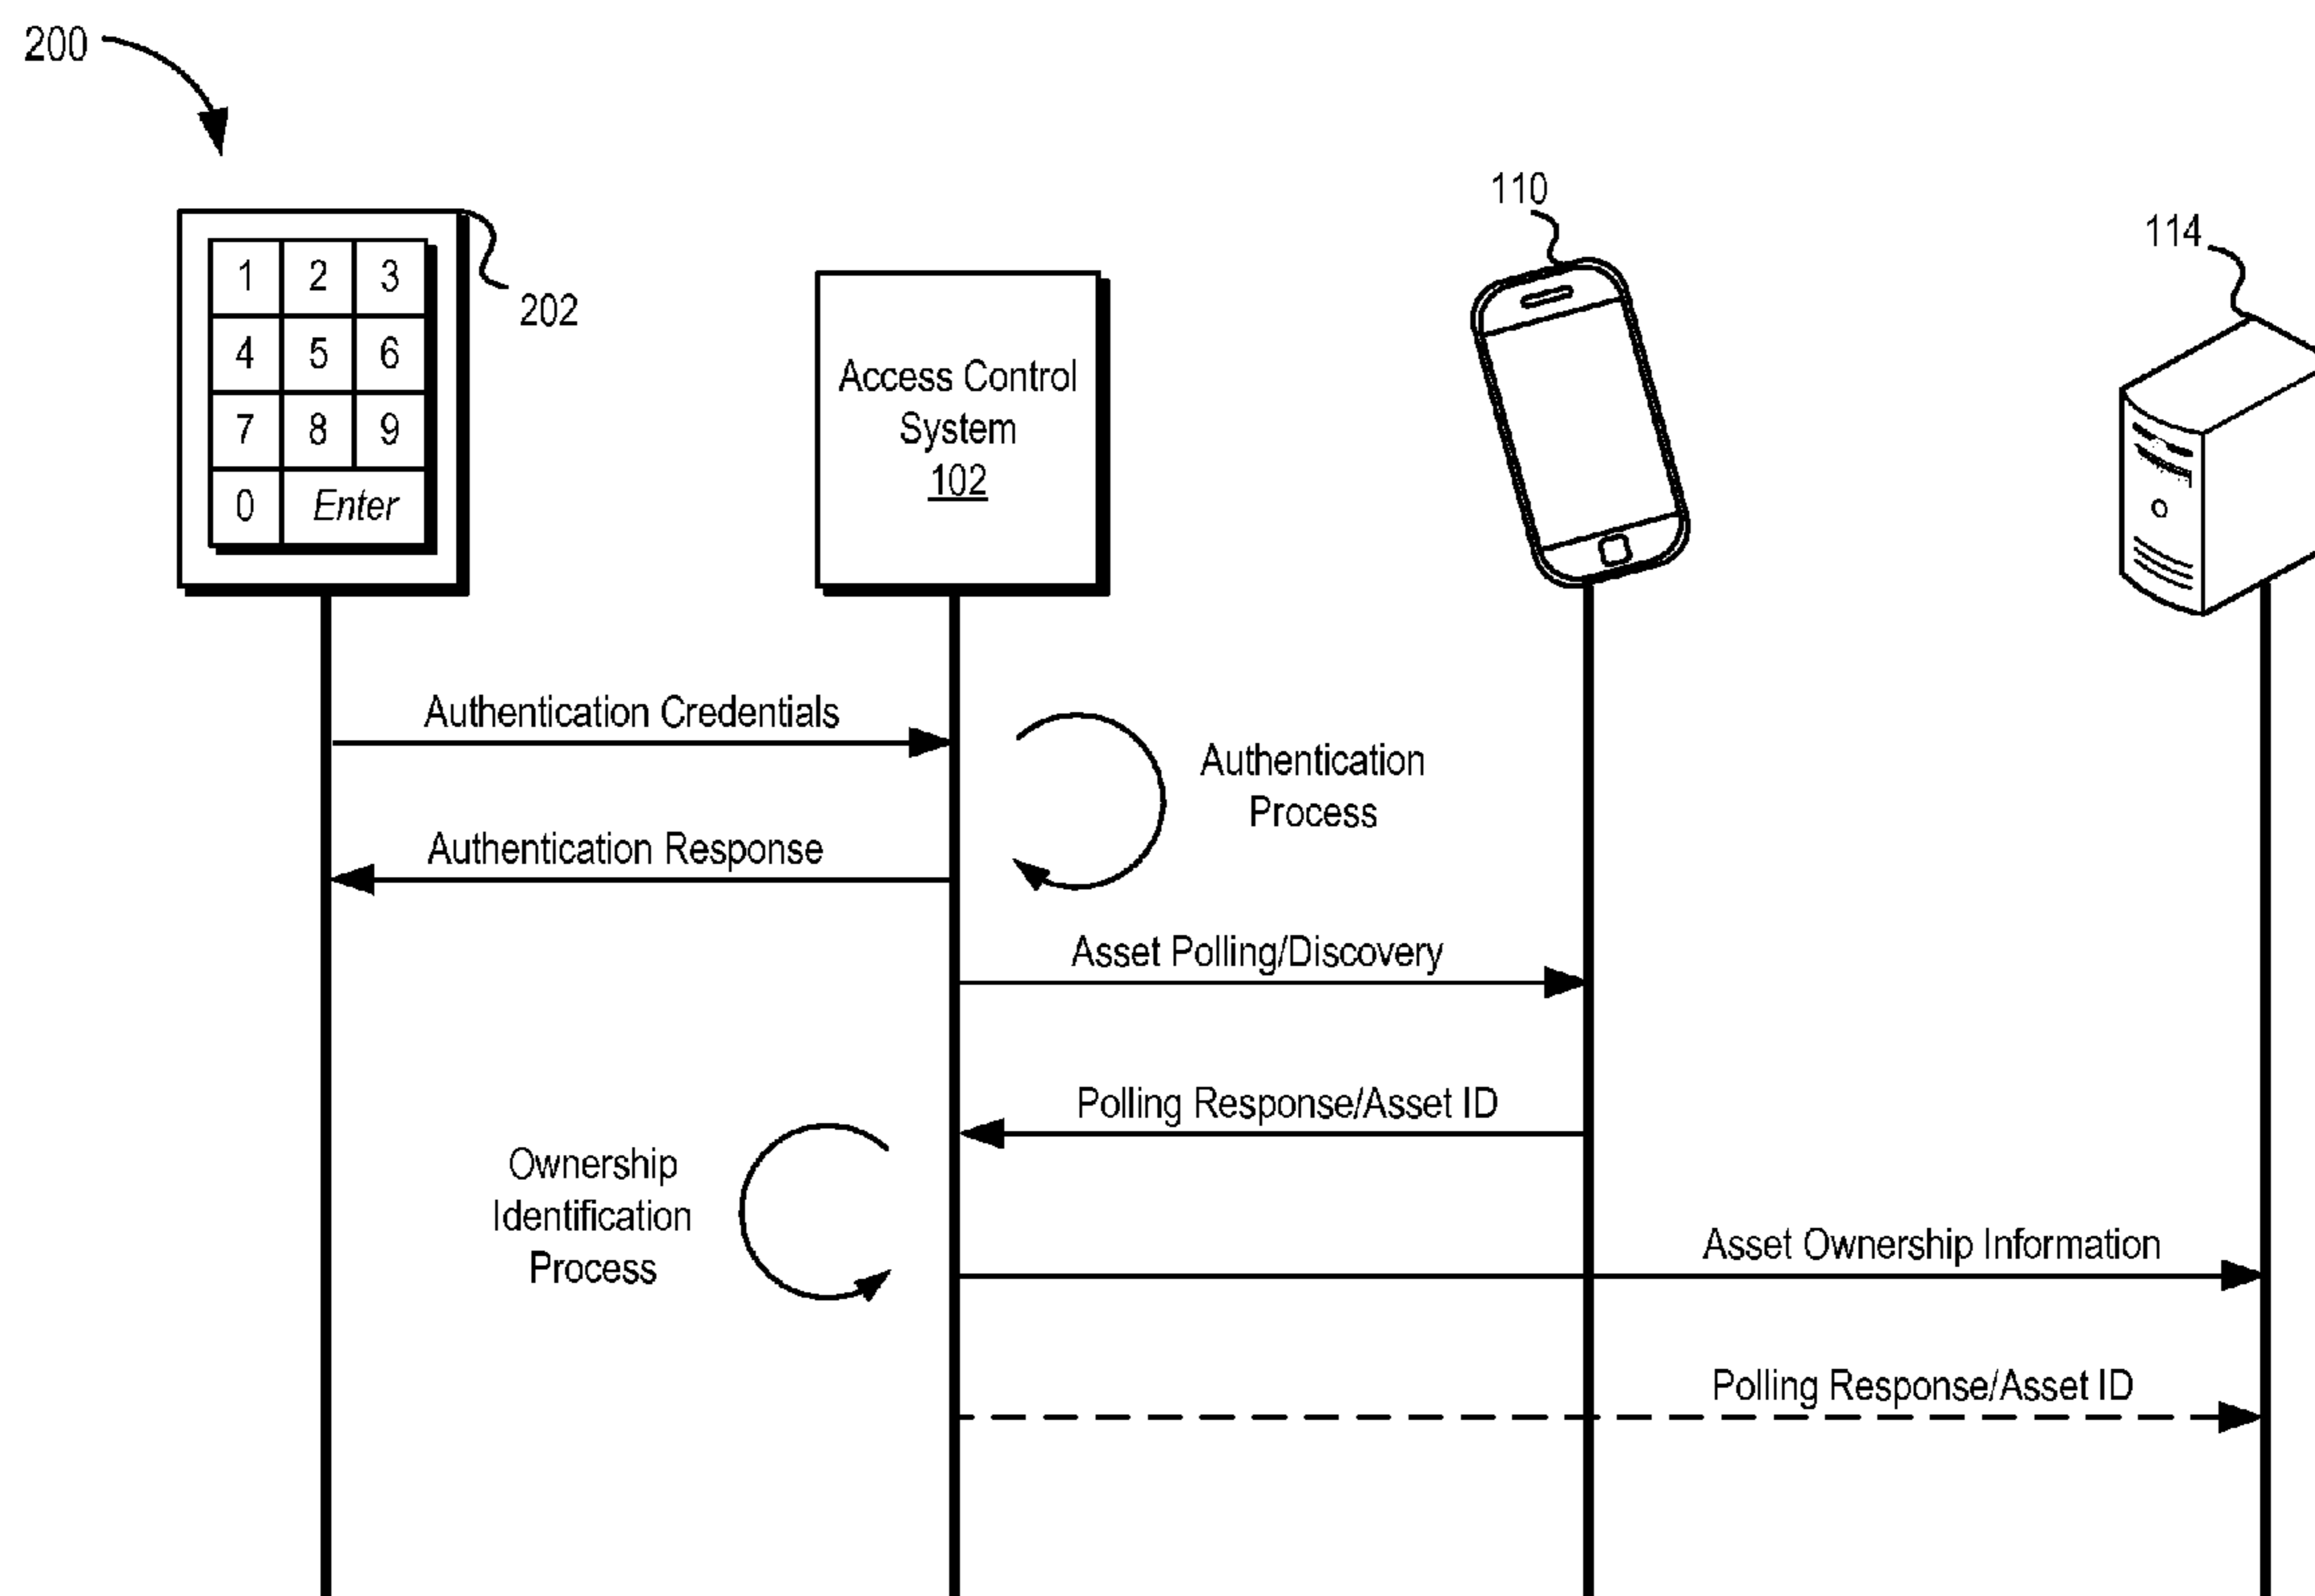 200
110
114
202
1 2 3
4 5 6
7 8 9
0 Enter
Access Control
System
102
Authentication Credentials
Authentication
Process
Authentication Response
Asset Polling/Discovery
Polling Response/Asset ID
Ownership
Identification
Process
Asset Ownership Information
Polling Response/Asset ID